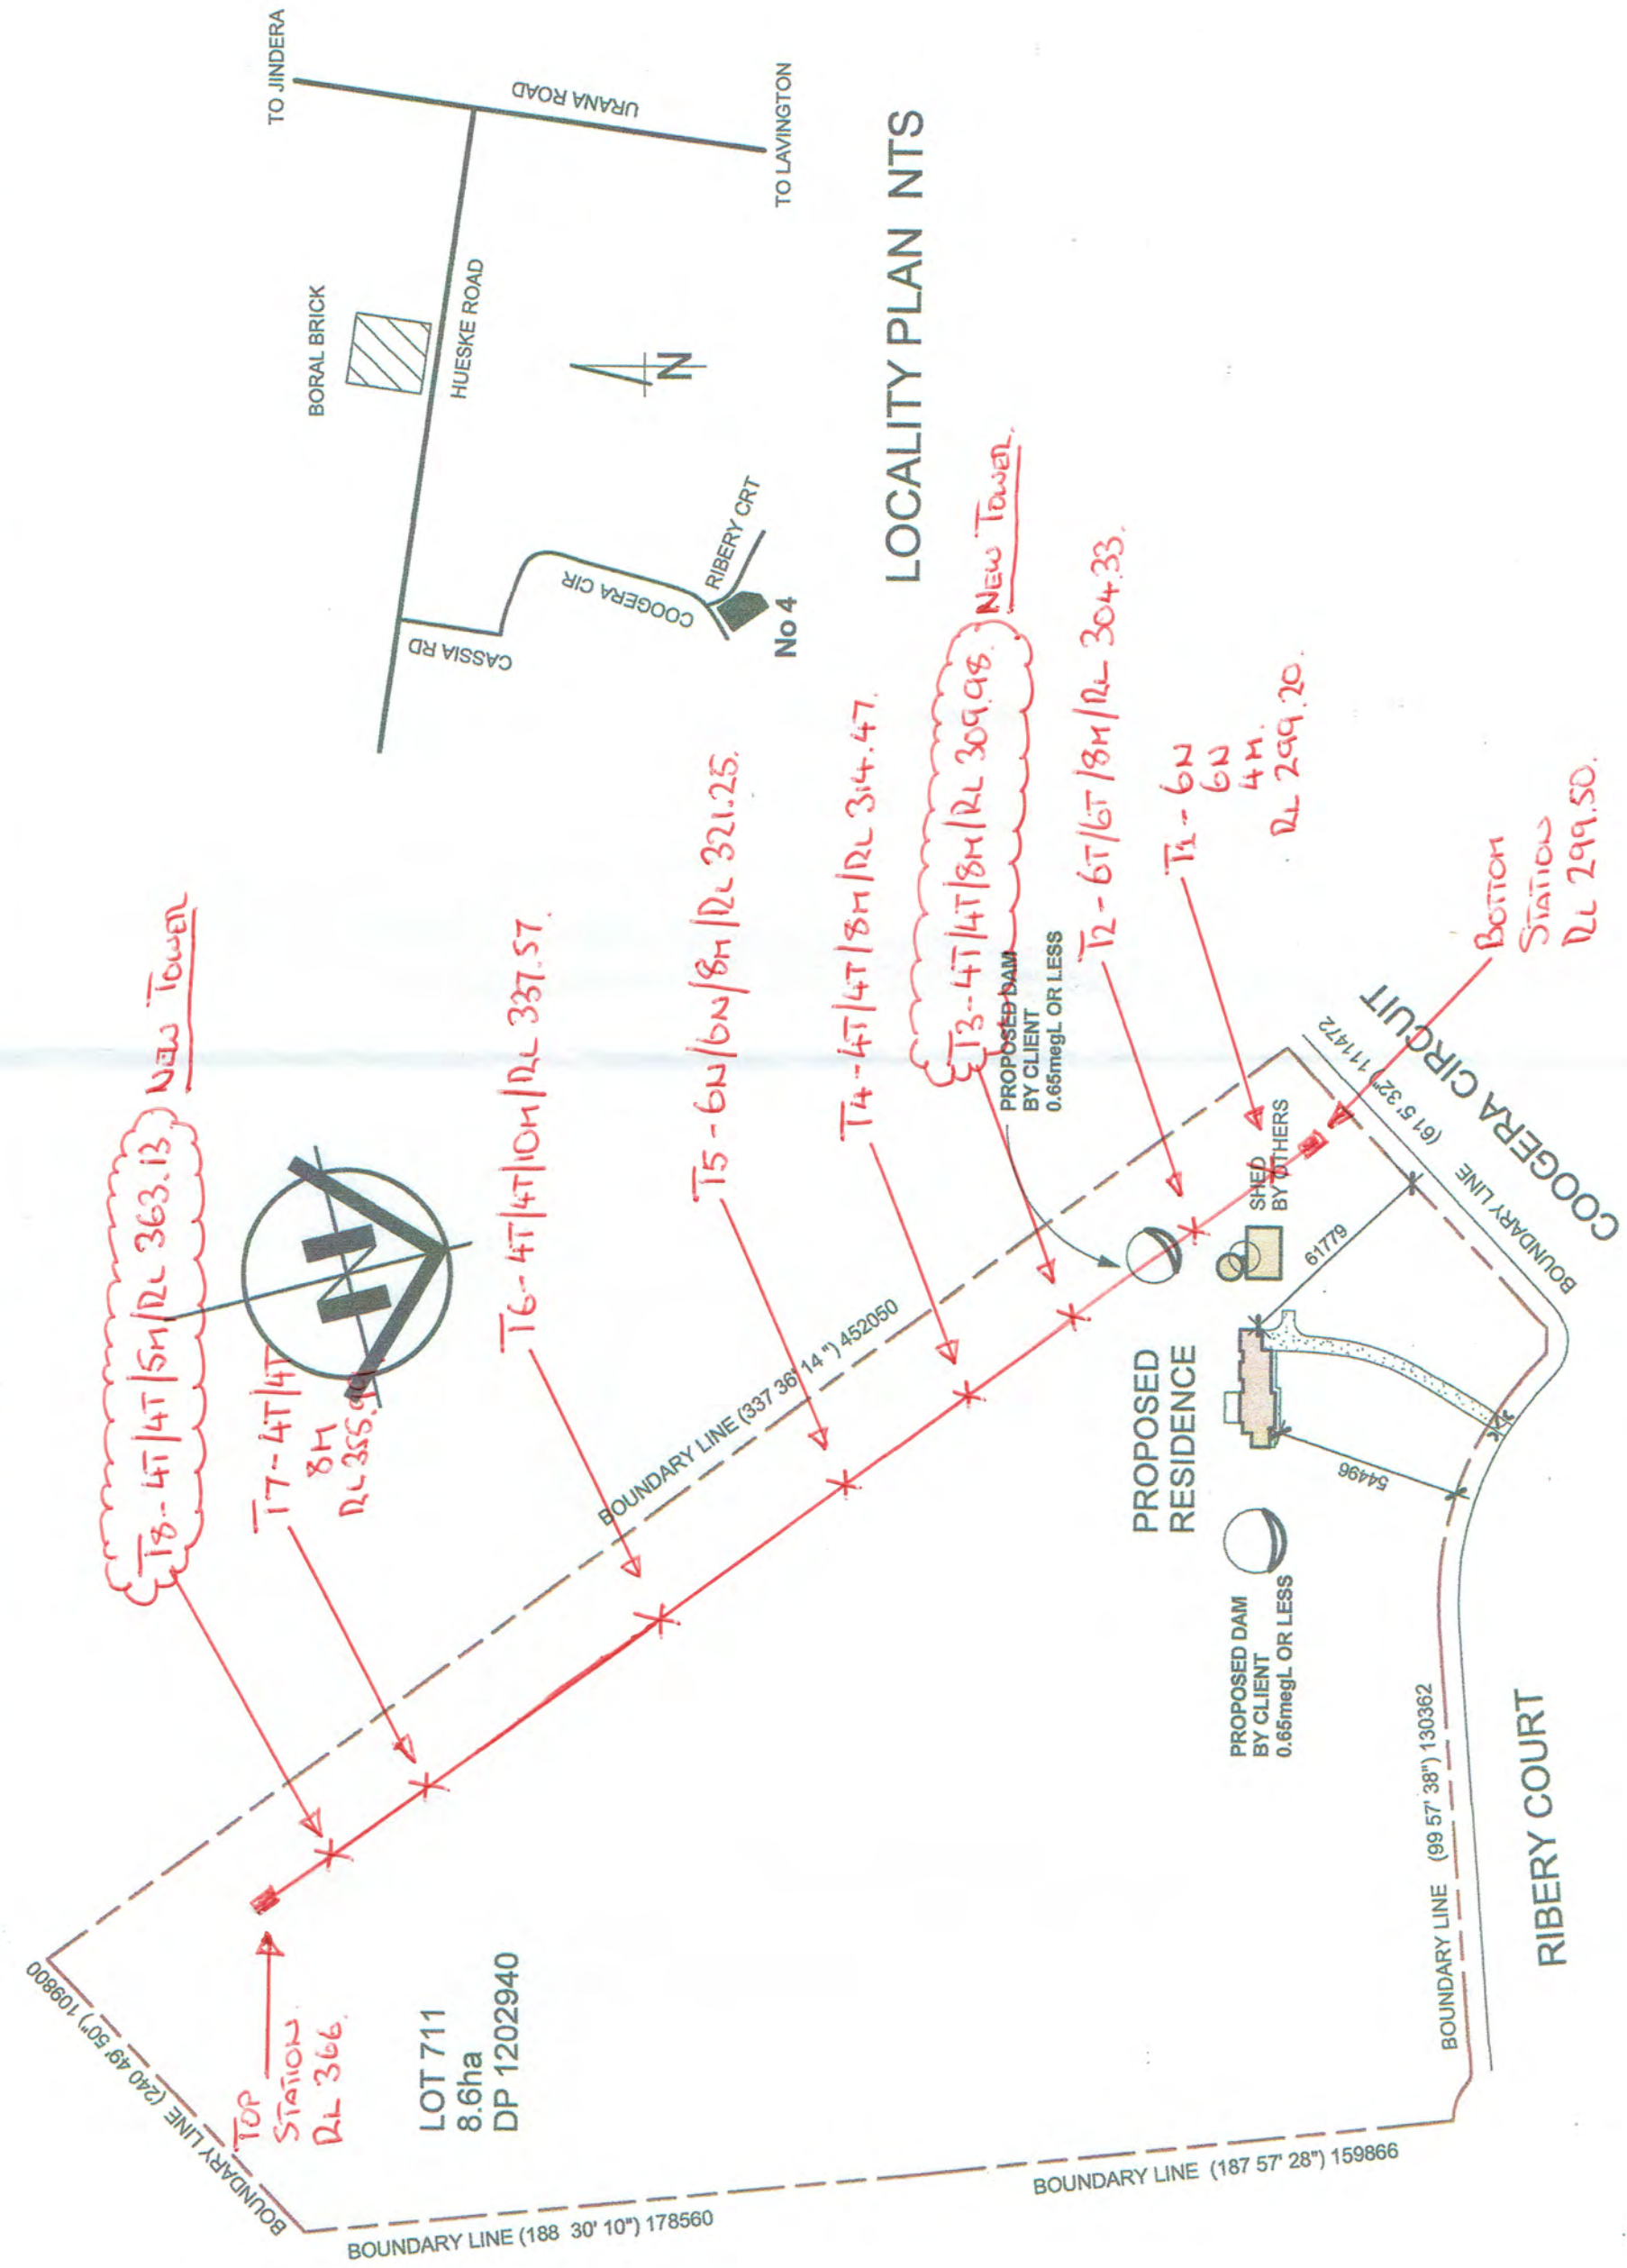 TO JINDERA
URANA ROAD
TO LAVINGTON
BORAL BRICK
HUESKE ROAD
N
CASSIA RD
COOGERA CIR
RIBERY CRT
No 4
LOCALITY PLAN NTS
T8-4T/4T/5M/RL 363.13
NEW TOWER
T7-4T/4T
8M
N
T6-4T/4T/10M/RL 337.57.
T5-6N/6N/8M/RL 321.25.
T4-4T/4T/8M/RL 314.47.
T3-4T/4T/8M/RL 309.98.
NEW TOWER.
T2-6T/6T/8M/RL 304.33.
T1-6N
6N
4M.
RL 299.20.
BOTTOM
STATION
RL 299.50.
PROPOSED DAM
BY CLIENT
0.65megL OR LESS
SHED
BY OTHERS
BOUNDARY LINE (337 36' 14") 452050
BOUNDARY LINE (61 5' 32") 111472
COOGERA CIRCUIT
61779
54496
PROPOSED
RESIDENCE
PROPOSED DAM
BY CLIENT
0.65megL OR LESS
BOUNDARY LINE (99 57' 38") 130362
RIBERY COURT
TOP
STATION.
RL 366.
LOT 711
8.6ha
DP 1202940
BOUNDARY LINE (240 49' 50") 109800
BOUNDARY LINE (188 30' 10") 178560
BOUNDARY LINE (187 57' 28") 159866